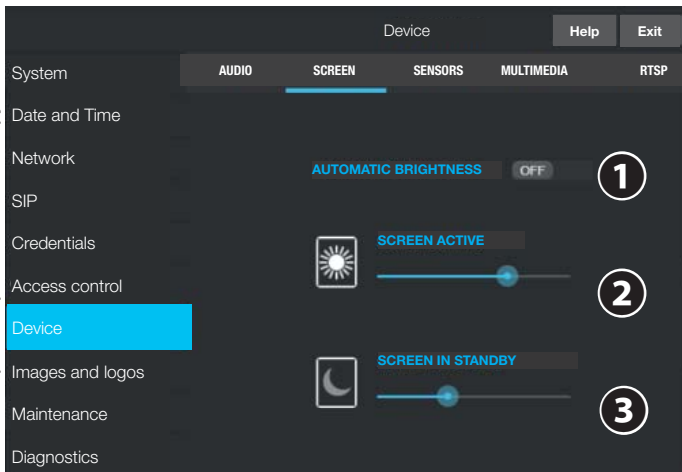 Device
Help
Exit
System
AUDIO
SCREEN
SENSORS
MULTIMEDIA
RTSP
Date and Time
Network
SIP
Credentials
Access control
Device
Images and logos
Maintenance
Diagnostics
AUTOMATIC BRIGHTNESS
OFF
1
SCREEN ACTIVE
2
SCREEN IN STANDBY
3